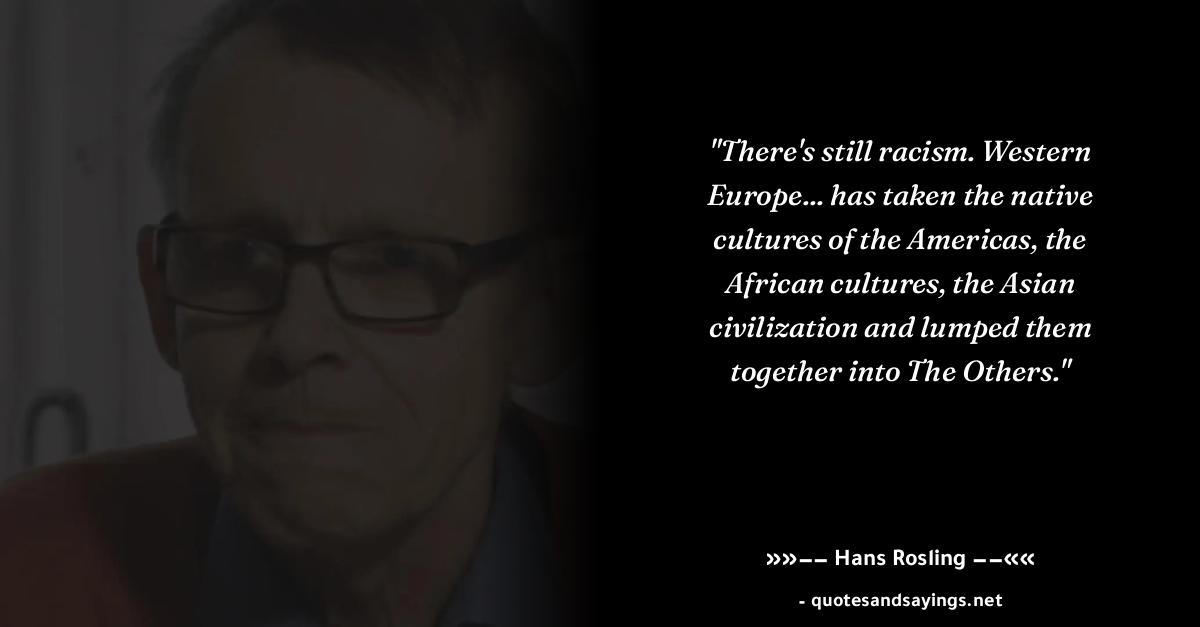 "There's still racism. Western
Europe... has taken the native
cultures of the Americas, the
African cultures, the Asian
civilization and lumped them
together into The Others."
»»−− Hans Rosling −−««
- quotesandsayings.net